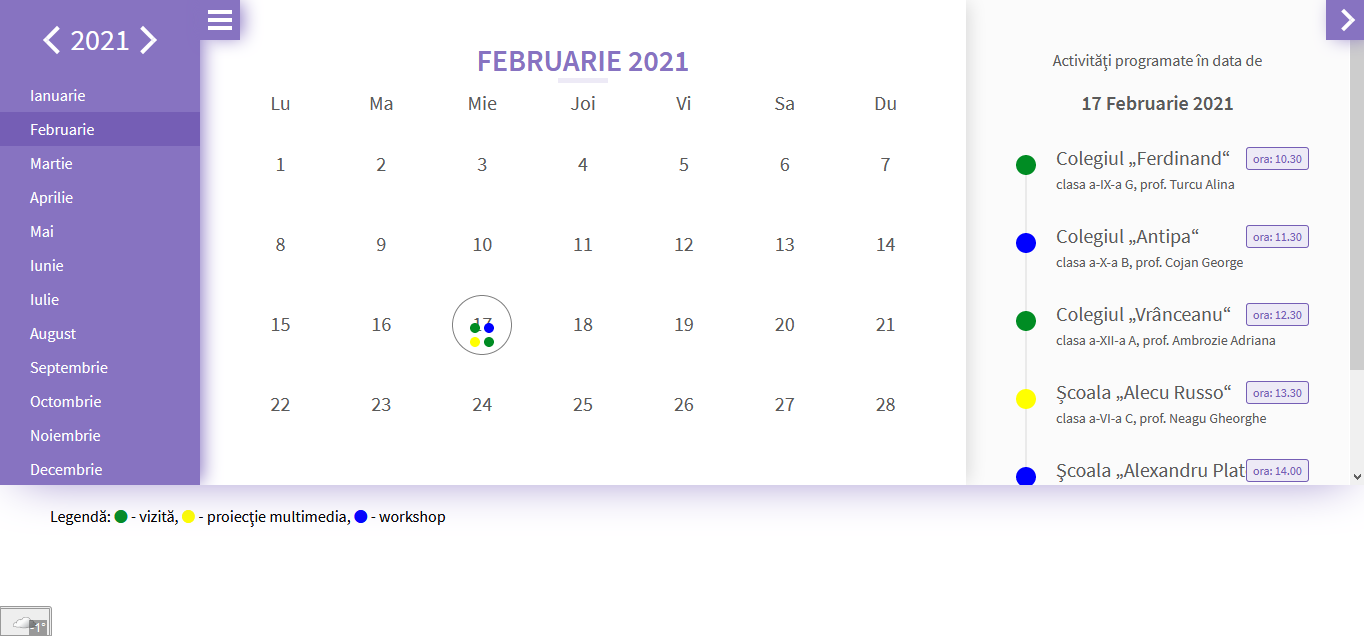 2021
Ianuarie
Februarie
Martie
Aprilie
Mai
Iunie
Iulie
August
Septembrie
Octombrie
Noiembrie
Decembrie
FEBRUARIE 2021
Lu Ma Mie Joi Vi Sa Du
1 2 3 4 5 6 7
8 9 10 11 12 13 14
15 16 17 18 19 20 21
22 23 24 25 26 27 28
Activităţi programate în data de
17 Februarie 2021
Colegiul „Ferdinand“ ora: 10.30
clasa a-IX-a G, prof. Turcu Alina
Colegiul „Antipa“ ora: 11.30
clasa a-X-a B, prof. Cojan George
Colegiul „Vrânceanu“ ora: 12.30
clasa a-XII-a A, prof. Ambrozie Adriana
Școala „Alecu Russo“ ora: 13.30
clasa a-VI-a C, prof. Neagu Gheorghe
Școala „Alexandru Plat ora: 14.00
Legendă: - vizită, - proiecţie multimedia, - workshop
-1°